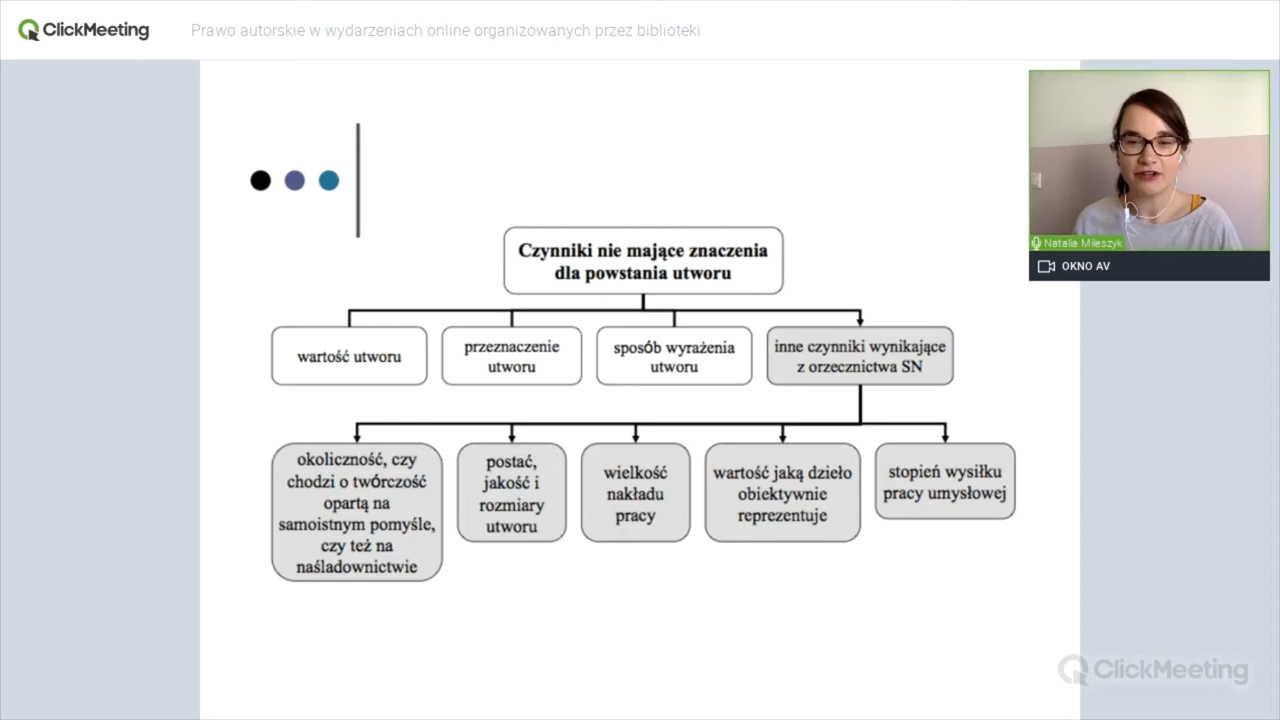 ClickMeeting
Prawo autorskie w wydarzeniach online organizowanych przez biblioteki
Natalia Mileszyk
OKNO AV
Czynniki nie mające znaczenia
dla powstania utworu
wartość utworu
przeznaczenie
utworu
sposób wyrażenia
utworu
inne czynniki wynikające
z orzecznictwa SN
okoliczność, czy
chodzi o twórczość
opartą na
samoistnym pomyśle,
czy też na
naśladownictwie
postać,
jakość i
rozmiary
utworu
wielkość
nakładu
pracy
wartość jaką dzieło
obiektywnie
reprezentuje
stopień wysiłku
pracy umysłowej
ClickMeeting